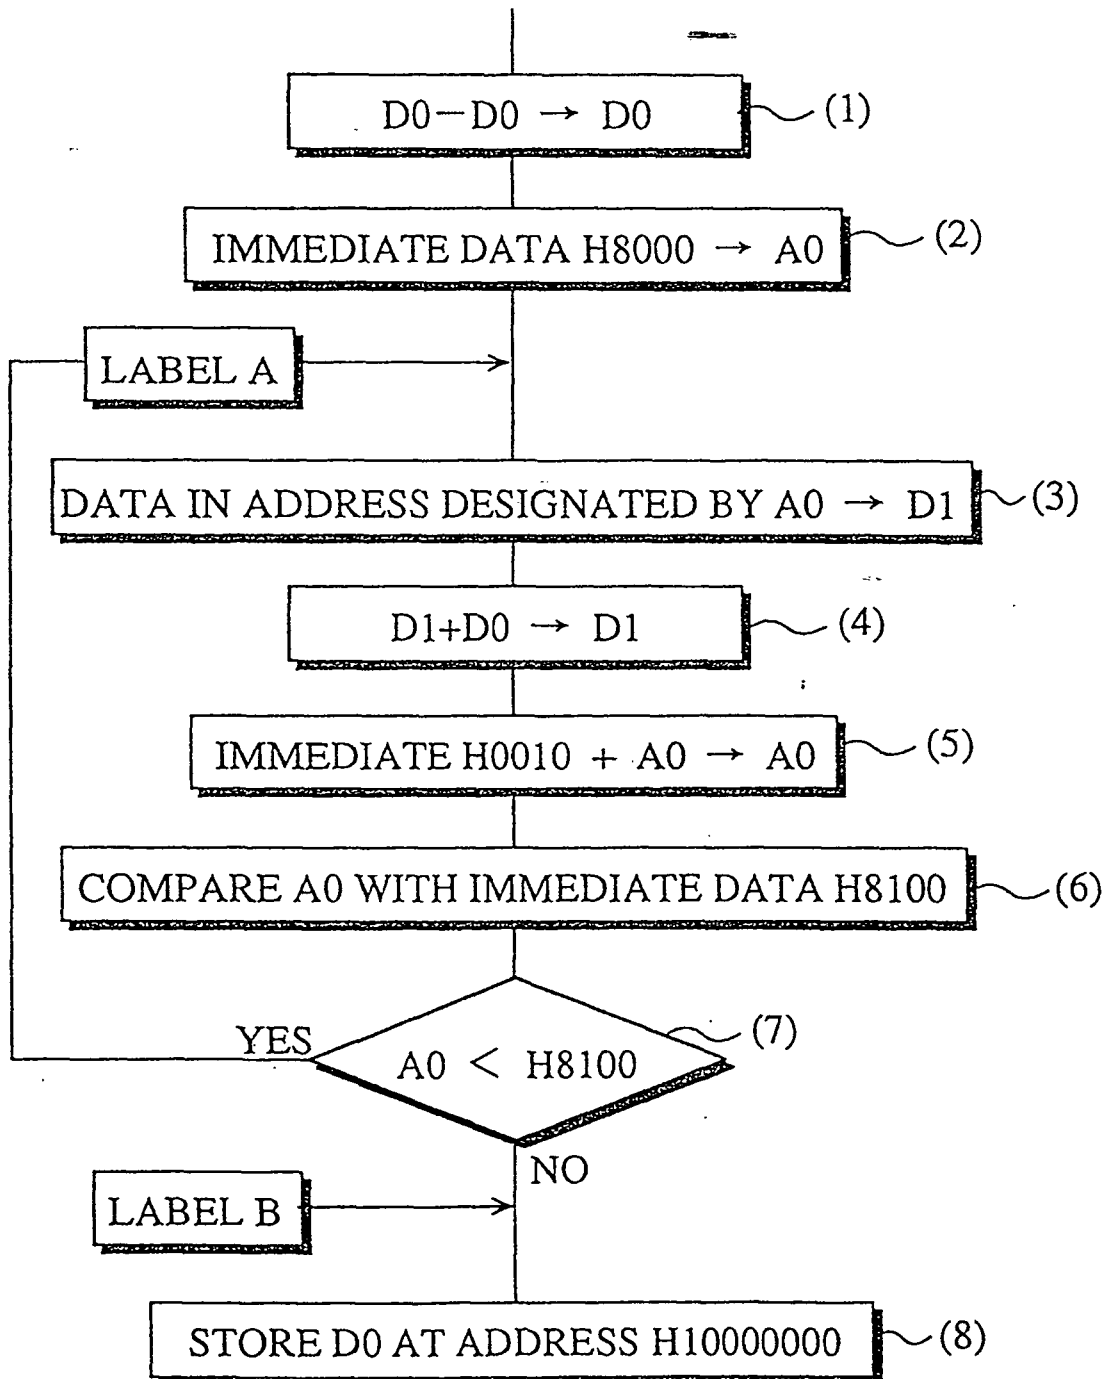 D0−D0 → D0
(1)
IMMEDIATE DATA H8000 → A0
(2)
LABEL A
DATA IN ADDRESS DESIGNATED BY A0 → D1
(3)
D1+D0 → D1
(4)
IMMEDIATE H0010 + A0 → A0
(5)
COMPARE A0 WITH IMMEDIATE DATA H8100
(6)
YES
A0 < H8100
(7)
NO
LABEL B
STORE D0 AT ADDRESS H10000000
(8)